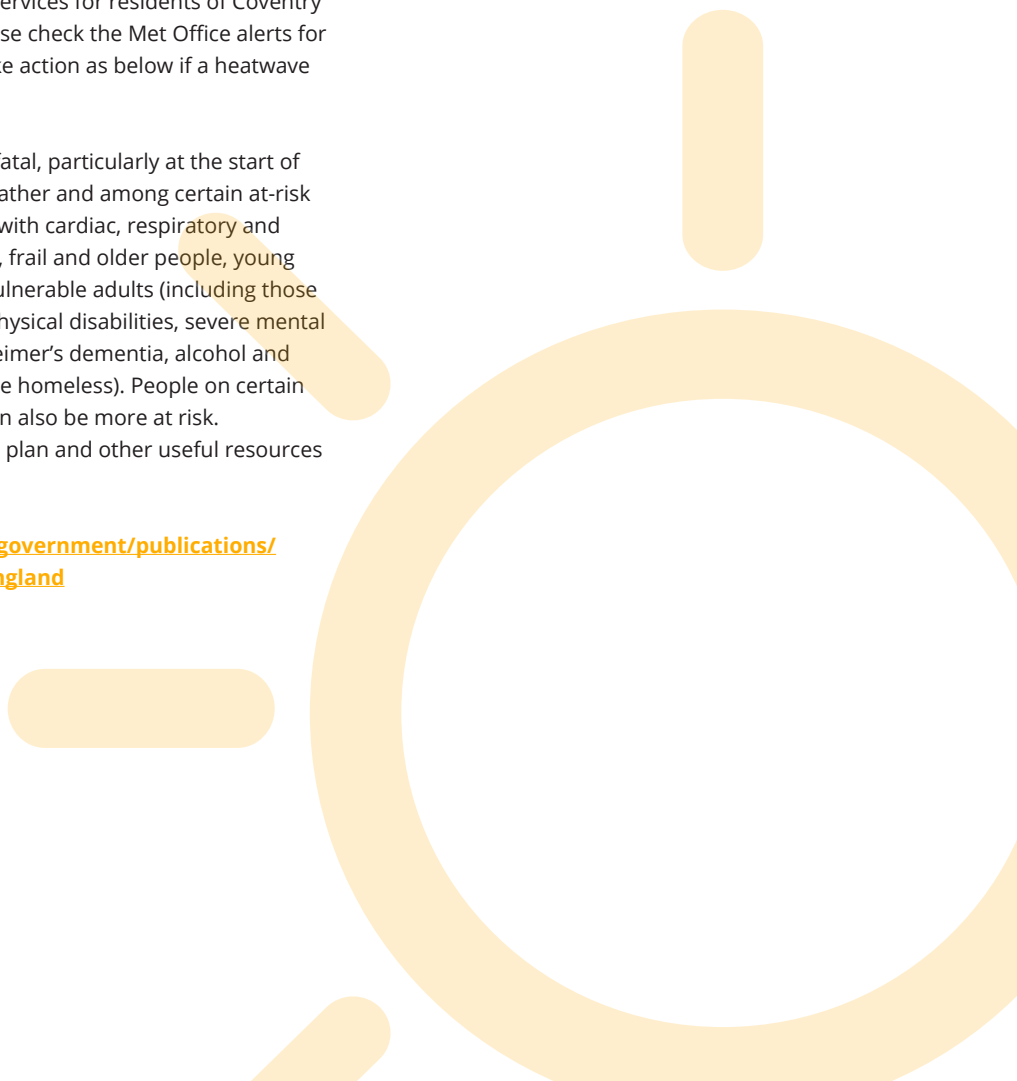 ervices for residents of Coventry
se check the Met Office alerts for
ke action as below if a heatwave
fatal, particularly at the start of
ather and among certain at-risk
with cardiac, respiratory and
, frail and older people, young
ulnerable adults (including those
hysical disabilities, severe mental
eimer’s dementia, alcohol and
e homeless). People on certain
n also be more at risk.
plan and other useful resources
government/publications/
ngland